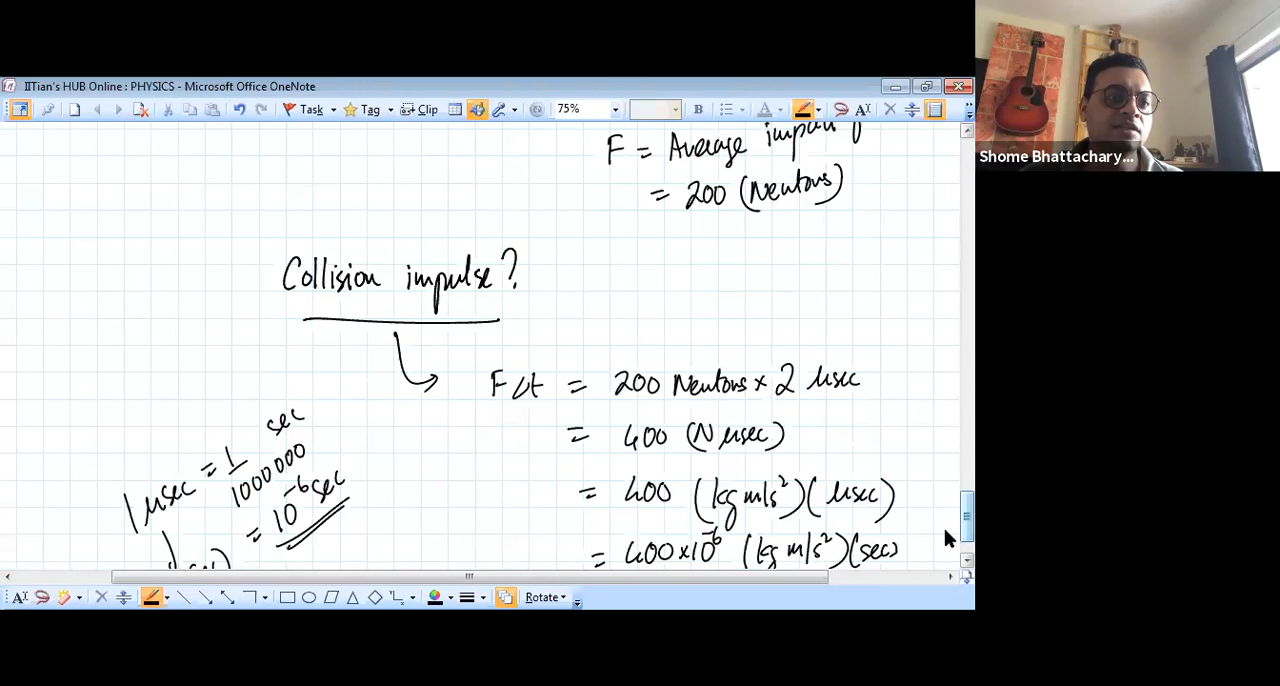 IITian's HUB Online : PHYSICS - Microsoft Office OneNote
Task Tag Clip 75% B A
F = Average
= 200 (Newtons)
Collision impulse?
F Δt = 200 Newtons × 2 μsec
= 400 (N μsec)
= 400 (kg m/s²)(μsec)
= 400×10⁻⁶ (kg m/s²)(sec)
1 μsec = 1/1000000 sec
= 10⁻⁶ sec
Rotate
Shome Bhattachary...